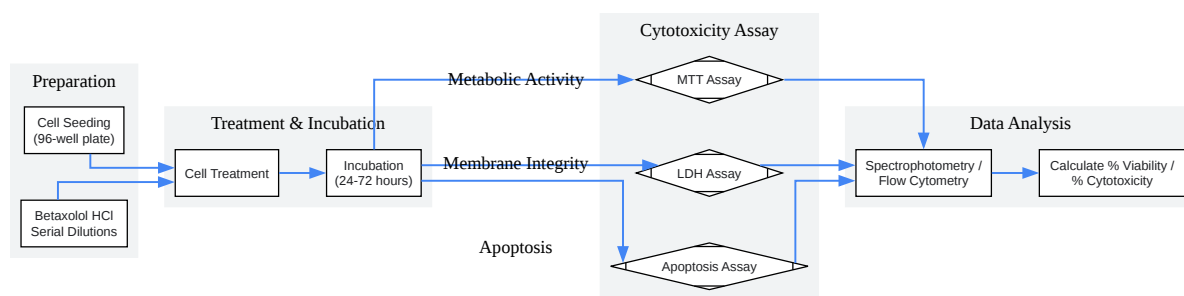 Preparation
Cell Seeding
(96-well plate)
Betaxolol HCl
Serial Dilutions
Treatment & Incubation
Cell Treatment
Incubation
(24-72 hours)
Metabolic Activity
Membrane Integrity
Apoptosis
Cytotoxicity Assay
MTT Assay
LDH Assay
Apoptosis Assay
Data Analysis
Spectrophotometry /
Flow Cytometry
Calculate % Viability /
% Cytotoxicity